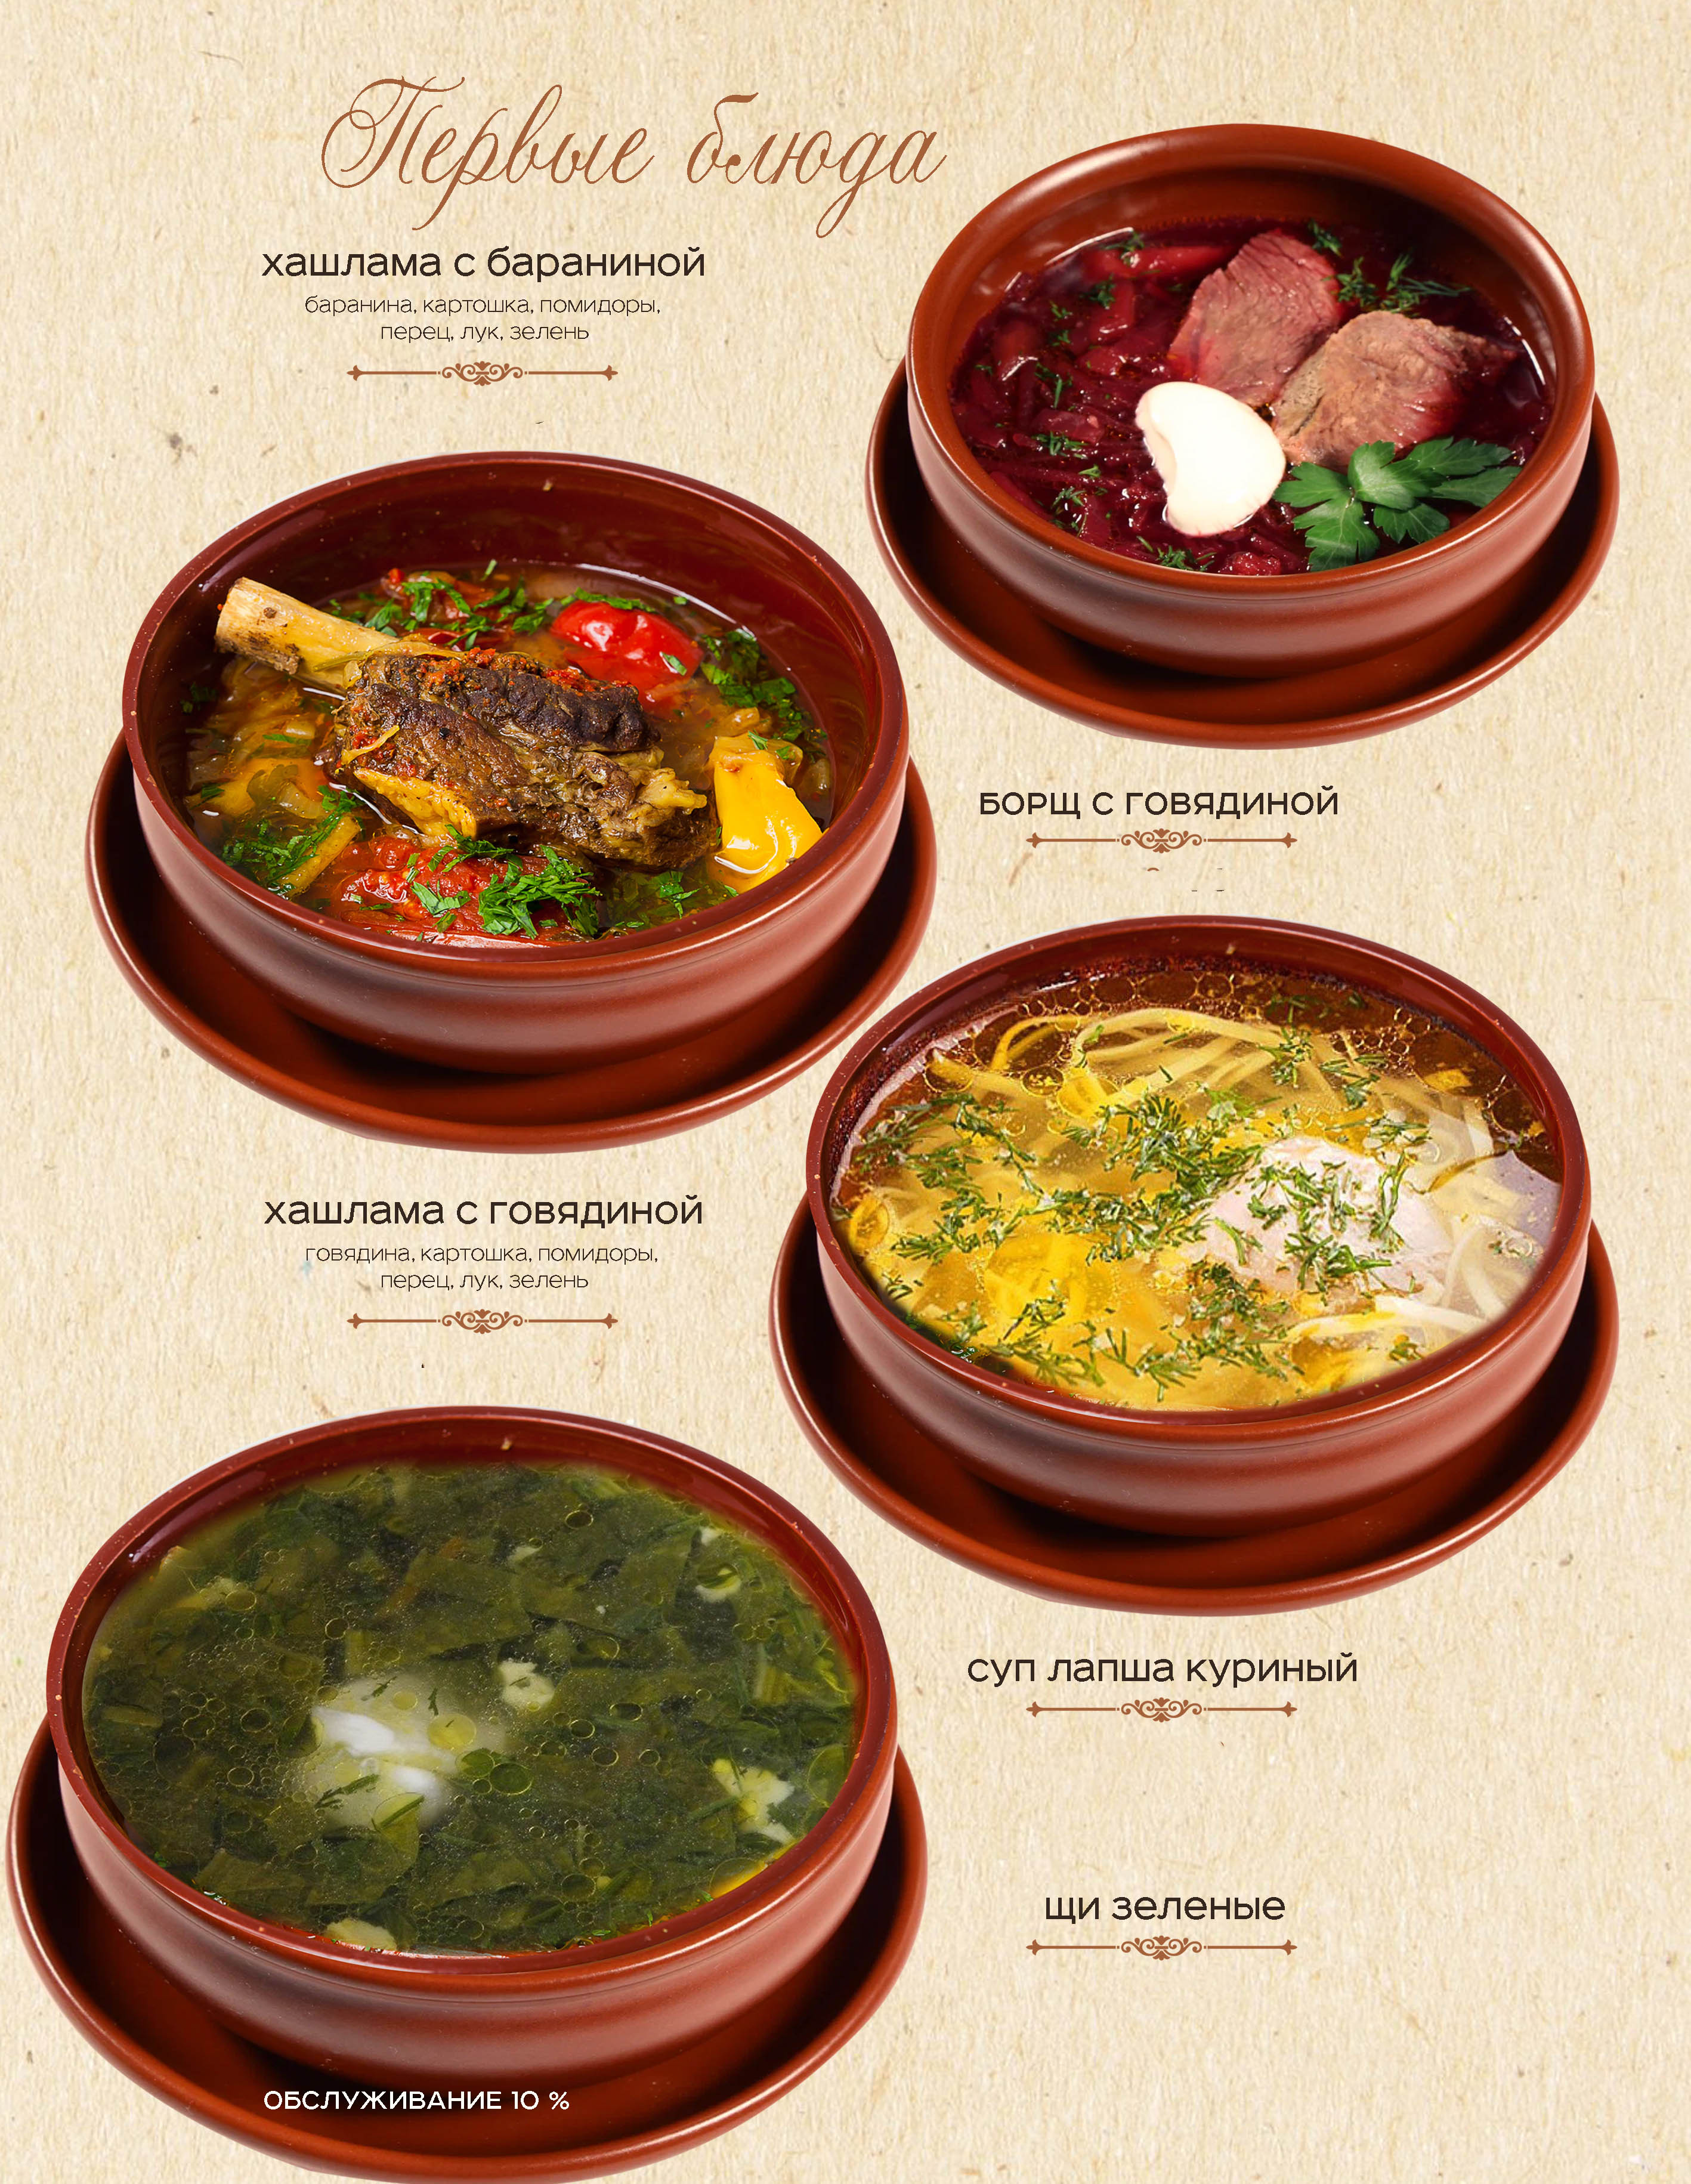 Первые блюда
хашлама с бараниной
баранина, картошка, помидоры,
перец, лук, зелень
БОРЩ С ГОВЯДИНОЙ
хашлама с говядиной
говядина, картошка, помидоры,
перец, лук, зелень
суп лапша куриный
щи зеленые
ОБСЛУЖИВАНИЕ 10 %